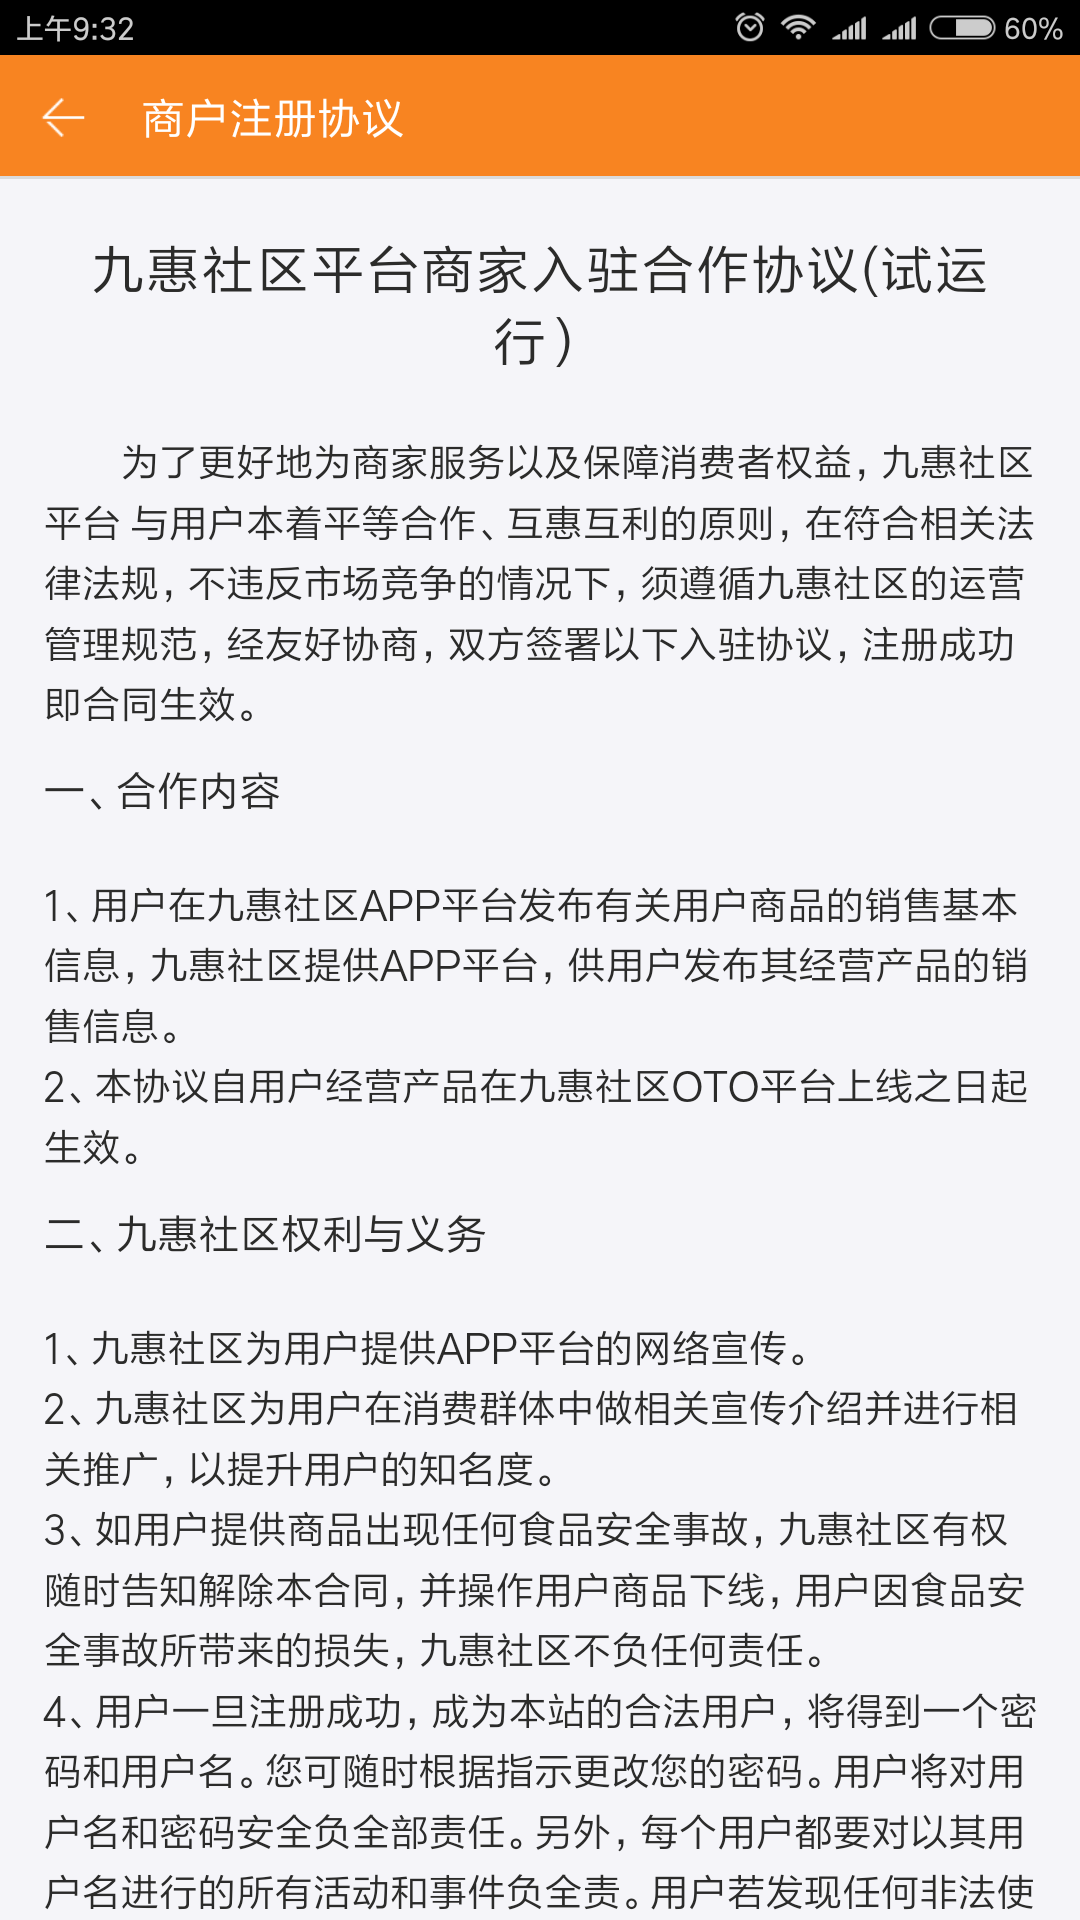 上午9:32
60%
商户注册协议
九惠社区平台商家入驻合作协议(试运
行)
为了更好地为商家服务以及保障消费者权益,九惠社区
平台 与用户本着平等合作、互惠互利的原则,在符合相关法
律法规,不违反市场竞争的情况下,须遵循九惠社区的运营
管理规范,经友好协商,双方签署以下入驻协议,注册成功
即合同生效。
一、合作内容
1、用户在九惠社区APP平台发布有关用户商品的销售基本
信息,九惠社区提供APP平台,供用户发布其经营产品的销
售信息。
2、本协议自用户经营产品在九惠社区OTO平台上线之日起
生效。
二、九惠社区权利与义务
1、九惠社区为用户提供APP平台的网络宣传。
2、九惠社区为用户在消费群体中做相关宣传介绍并进行相
关推广,以提升用户的知名度。
3、如用户提供商品出现任何食品安全事故,九惠社区有权
随时告知解除本合同,并操作用户商品下线,用户因食品安
全事故所带来的损失,九惠社区不负任何责任。
4、用户一旦注册成功,成为本站的合法用户,将得到一个密
码和用户名。您可随时根据指示更改您的密码。用户将对用
户名和密码安全负全部责任。另外,每个用户都要对以其用
户名进行的所有活动和事件负全责。用户若发现任何非法使